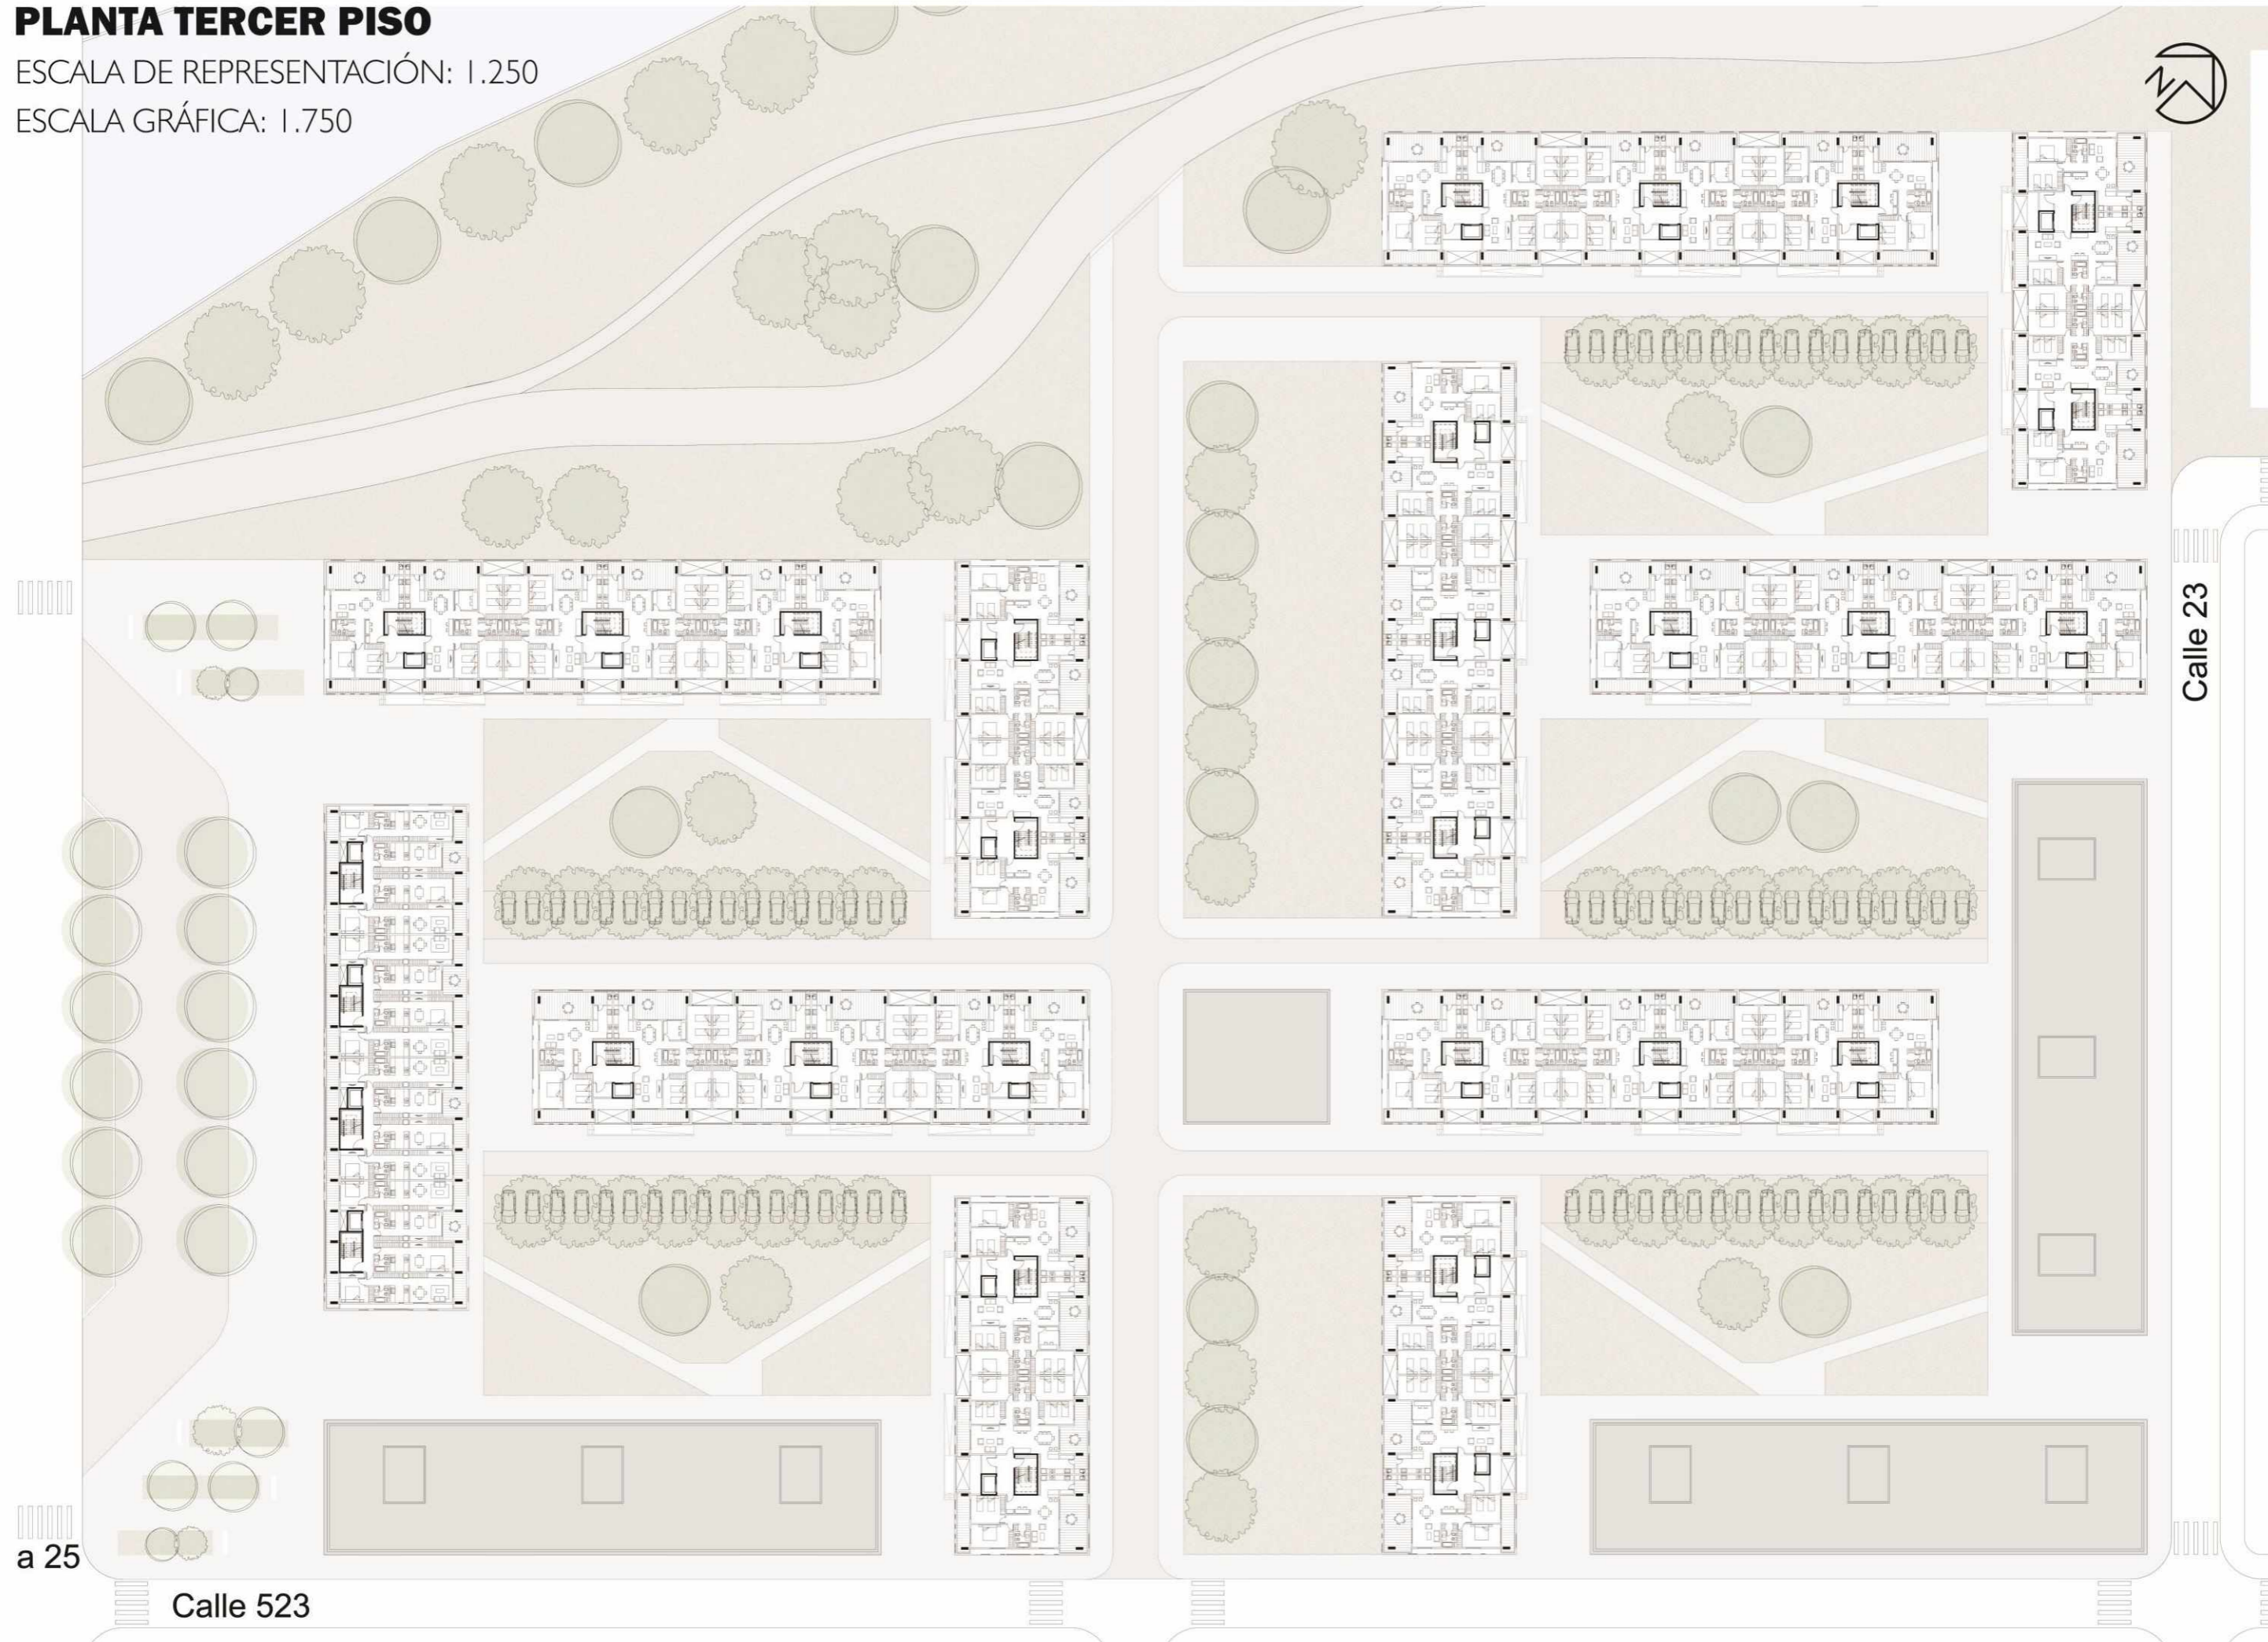 PLANTA TERCER PISO
ESCALA DE REPRESENTACIÓN: 1.250
ESCALA GRÁFICA: 1.750
N
Calle 23
a 25
Calle 523